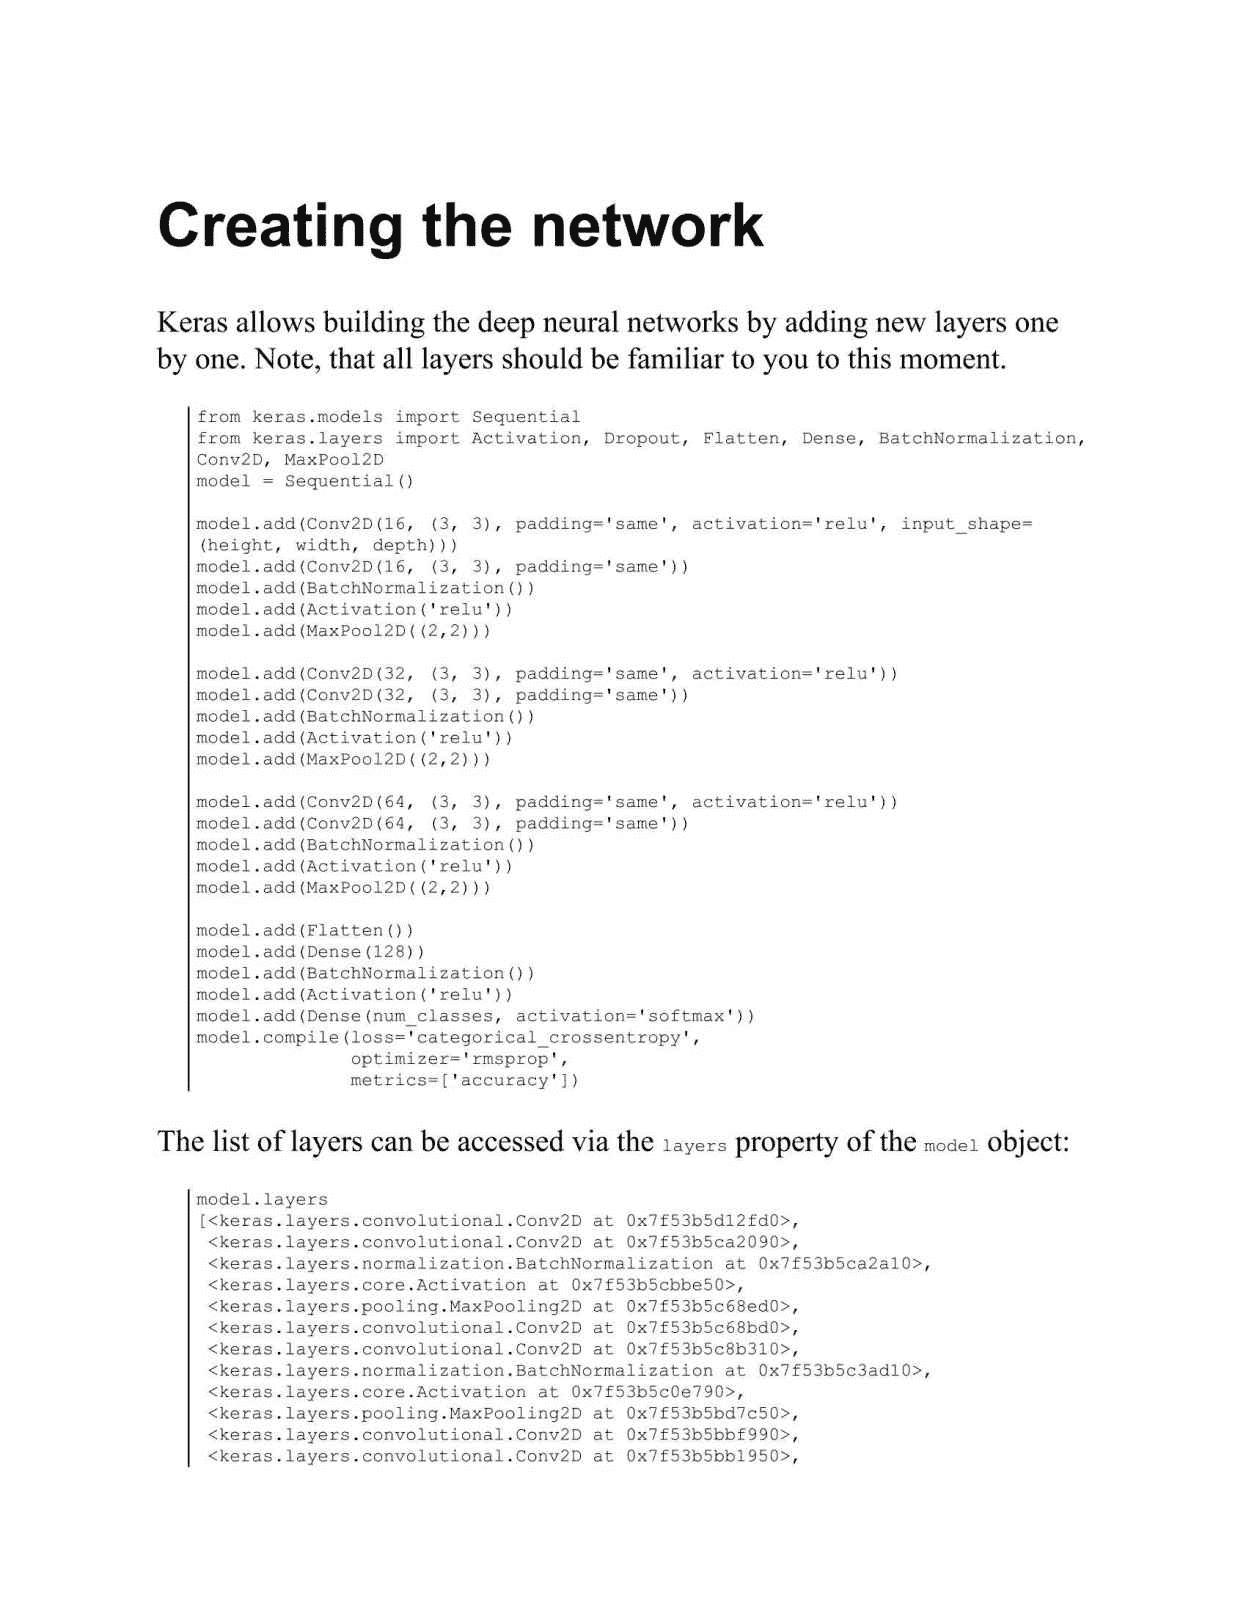 Creating the network
Keras allows building the deep neural networks by adding new layers one
by one. Note, that all layers should be familiar to you to this moment.
from keras.models import Sequential
from keras.layers import Activation, Dropout, Flatten, Dense, BatchNormalization,
Conv2D, MaxPool2D
model = Sequential()
model.add(Conv2D(16, (3, 3), padding='same', activation='relu', input_shape=
(height, width, depth)))
model.add(Conv2D(16, (3, 3), padding='same'))
model.add(BatchNormalization())
model.add(Activation('relu'))
model.add(MaxPool2D((2,2)))
model.add(Conv2D(32, (3, 3), padding='same', activation='relu'))
model.add(Conv2D(32, (3, 3), padding='same'))
model.add(BatchNormalization())
model.add(Activation('relu'))
model.add(MaxPool2D((2,2)))
model.add(Conv2D(64, (3, 3), padding='same', activation='relu'))
model.add(Conv2D(64, (3, 3), padding='same'))
model.add(BatchNormalization())
model.add(Activation('relu'))
model.add(MaxPool2D((2,2)))
model.add(Flatten())
model.add(Dense(128))
model.add(BatchNormalization())
model.add(Activation('relu'))
model.add(Dense(num_classes, activation='softmax'))
model.compile(loss='categorical_crossentropy',
optimizer='rmsprop',
metrics=['accuracy'])
The list of layers can be accessed via the layers property of the model object:
model.layers
[<keras.layers.convolutional.Conv2D at 0x7f53b5d12fd0>,
<keras.layers.convolutional.Conv2D at 0x7f53b5ca2090>,
<keras.layers.normalization.BatchNormalization at 0x7f53b5ca2a10>,
<keras.layers.core.Activation at 0x7f53b5cbbe50>,
<keras.layers.pooling.MaxPooling2D at 0x7f53b5c68ed0>,
<keras.layers.convolutional.Conv2D at 0x7f53b5c68bd0>,
<keras.layers.convolutional.Conv2D at 0x7f53b5c8b310>,
<keras.layers.normalization.BatchNormalization at 0x7f53b5c3ad10>,
<keras.layers.core.Activation at 0x7f53b5c0e790>,
<keras.layers.pooling.MaxPooling2D at 0x7f53b5bd7c50>,
<keras.layers.convolutional.Conv2D at 0x7f53b5bbf990>,
<keras.layers.convolutional.Conv2D at 0x7f53b5bb1950>,